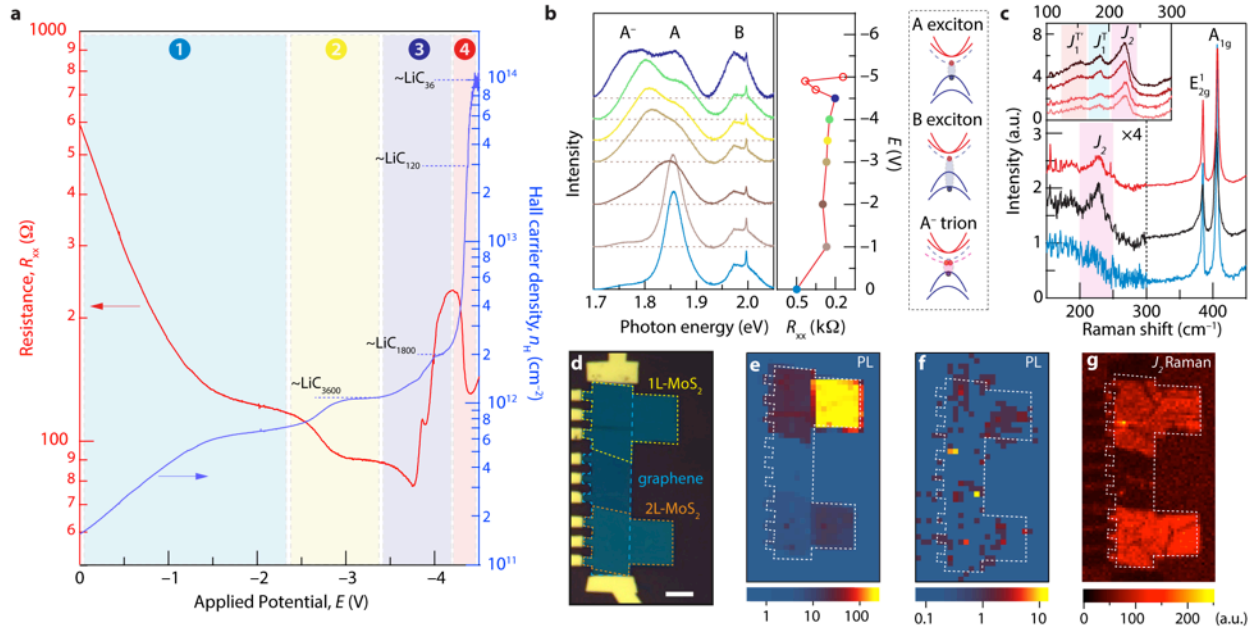 a
1000
9
8
7
6
5
4
3
2
100
9
8
7
6
Resistance, Rxx (Ω)
1
2
3
4
~LiC36
~LiC120
~LiC1800
~LiC3600
10¹⁴
8
6
4
2
10¹³
8
6
4
2
10¹²
8
6
4
2
10¹¹
Hall carrier density, nH (cm⁻²)
0
−1
−2
−3
−4
Applied Potential, E (V)
b
A⁻
A
B
Intensity
1.7
1.8
1.9
2.0
Photon energy (eV)
−6
−5
−4
−3
−2
−1
0
E (V)
0.5
0.2
Rxx (kΩ)
A exciton
B exciton
A⁻ trion
c
100
200
300
J₁ᵀ'
J₁ᵀ
J₂
8
4
0
A1g
E¹2g
×4
J₂
3
2
1
0
Intensity (a.u.)
200
300
400
Raman shift (cm⁻¹)
d
1L-MoS₂
graphene
2L-MoS₂
e
PL
1
10
100
f
PL
0.1
1
10
g
J₂ Raman
0
100
200
(a.u.)